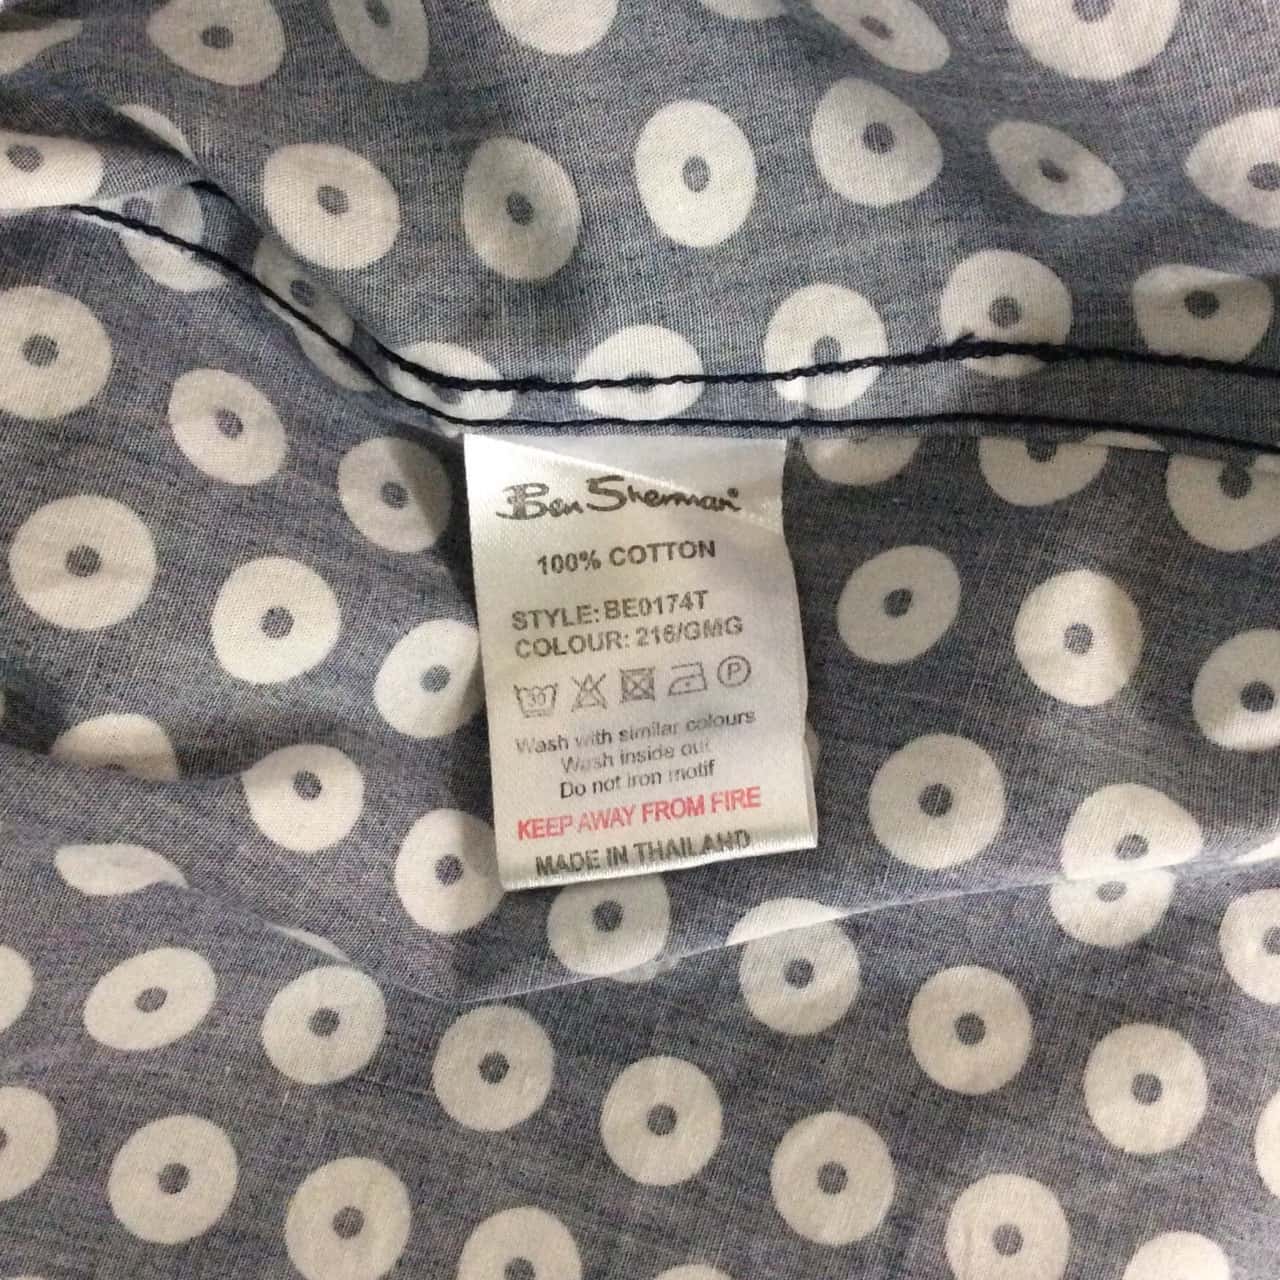 Ben Sherman
100% COTTON
STYLE: BE0174T
COLOUR: 216/GMG
30 P
Wash with similar colours
Wash inside out
Do not iron motif
KEEP AWAY FROM FIRE
MADE IN THAILAND